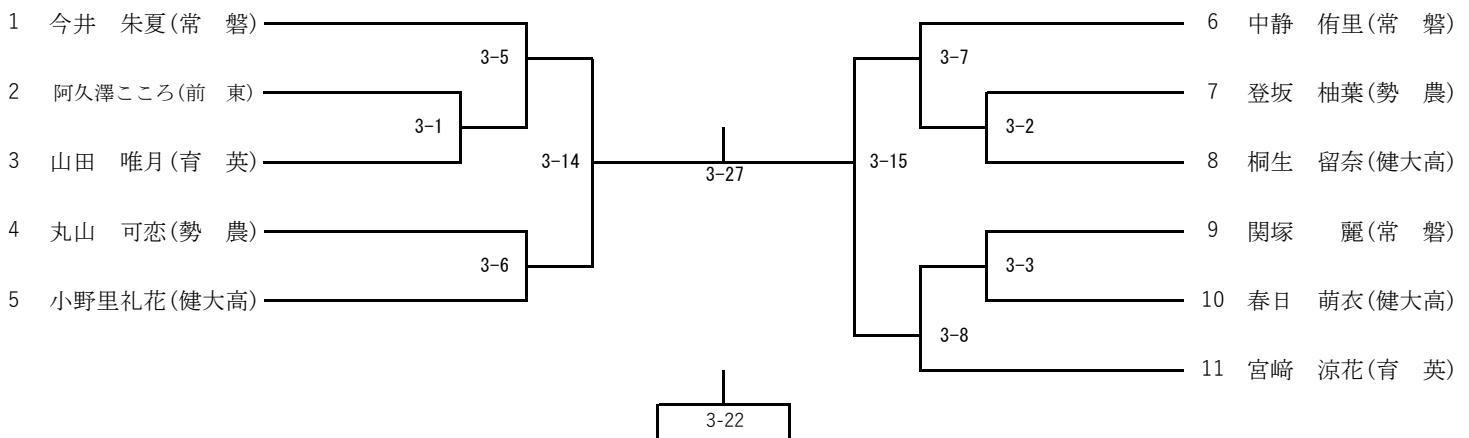 1 今井　朱夏(常　磐)
3-5
2 阿久澤こころ(前　東)
3-1
3 山田　唯月(育　英)
3-14
4 丸山　可恋(勢　農)
3-6
5 小野里礼花(健大高)
3-27
6 中静　侑里(常　磐)
3-7
7 登坂　柚葉(勢　農)
3-2
8 桐生　留奈(健大高)
3-15
9 関塚　　麗(常　磐)
3-3
10 春日　萌衣(健大高)
3-8
11 宮﨑　涼花(育　英)
3-22